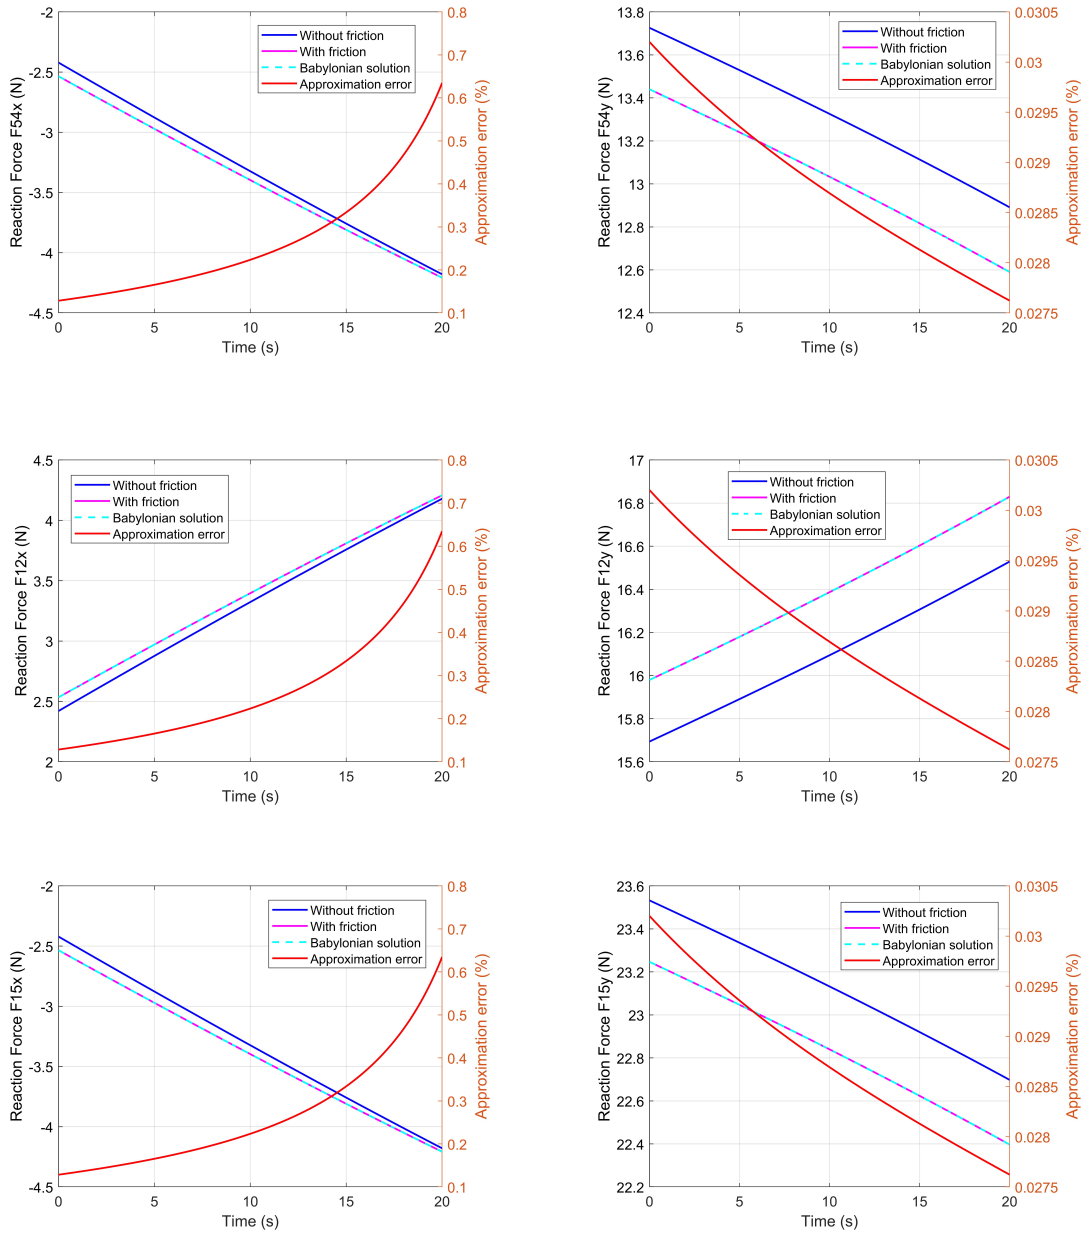 -2
-2.5
-3
-3.5
-4
-4.5
Reaction Force F54x (N)
0 5 10 15 20
Time (s)
0.8
0.7
0.6
0.5
0.4
0.3
0.2
0.1
Approximation error (%)
Without friction
With friction
Babylonian solution
Approximation error
13.8
13.6
13.4
13.2
13
12.8
12.6
12.4
Reaction Force F54y (N)
0 5 10 15 20
Time (s)
0.0305
0.03
0.0295
0.029
0.0285
0.028
0.0275
Approximation error (%)
Without friction
With friction
Babylonian solution
Approximation error
4.5
4
3.5
3
2.5
2
Reaction Force F12x (N)
0 5 10 15 20
Time (s)
0.8
0.7
0.6
0.5
0.4
0.3
0.2
0.1
Approximation error (%)
Without friction
With friction
Babylonian solution
Approximation error
17
16.8
16.6
16.4
16.2
16
15.8
15.6
Reaction Force F12y (N)
0 5 10 15 20
Time (s)
0.0305
0.03
0.0295
0.029
0.0285
0.028
0.0275
Approximation error (%)
Without friction
With friction
Babylonian solution
Approximation error
-2
-2.5
-3
-3.5
-4
-4.5
Reaction Force F15x (N)
0 5 10 15 20
Time (s)
0.8
0.7
0.6
0.5
0.4
0.3
0.2
0.1
Approximation error (%)
Without friction
With friction
Babylonian solution
Approximation error
23.6
23.4
23.2
23
22.8
22.6
22.4
22.2
Reaction Force F15y (N)
0 5 10 15 20
Time (s)
0.0305
0.03
0.0295
0.029
0.0285
0.028
0.0275
Approximation error (%)
Without friction
With friction
Babylonian solution
Approximation error